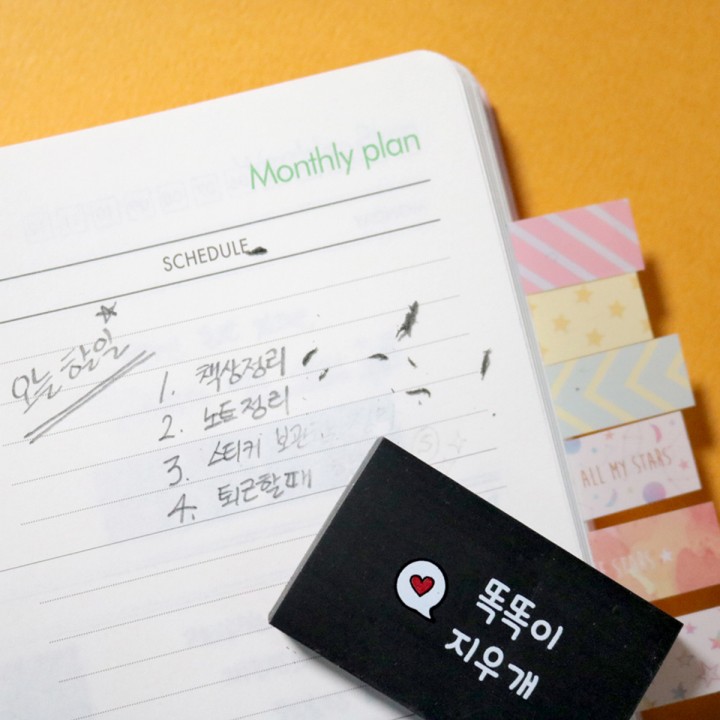 Monthly plan
SCHEDULE
오늘 할일
1. 책상정리
2. 노트정리
3. 스티커 보관
4. 퇴근할때
ALL MY STARS
똑똑이
지우개